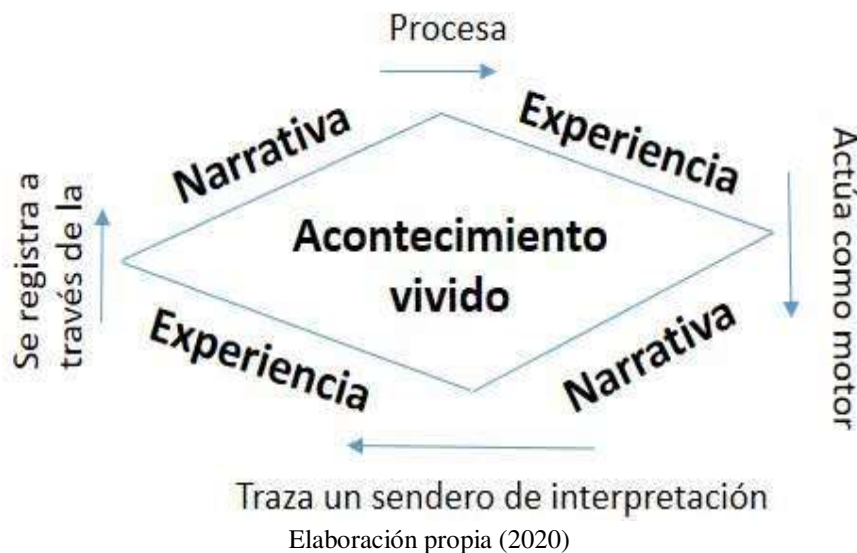 Procesa
Narrativa
Experiencia
Se registra a
través de la
Acontecimiento
vivido
Actúa como motor
Experiencia
Narrativa
Traza un sendero de interpretación
Elaboración propia (2020)